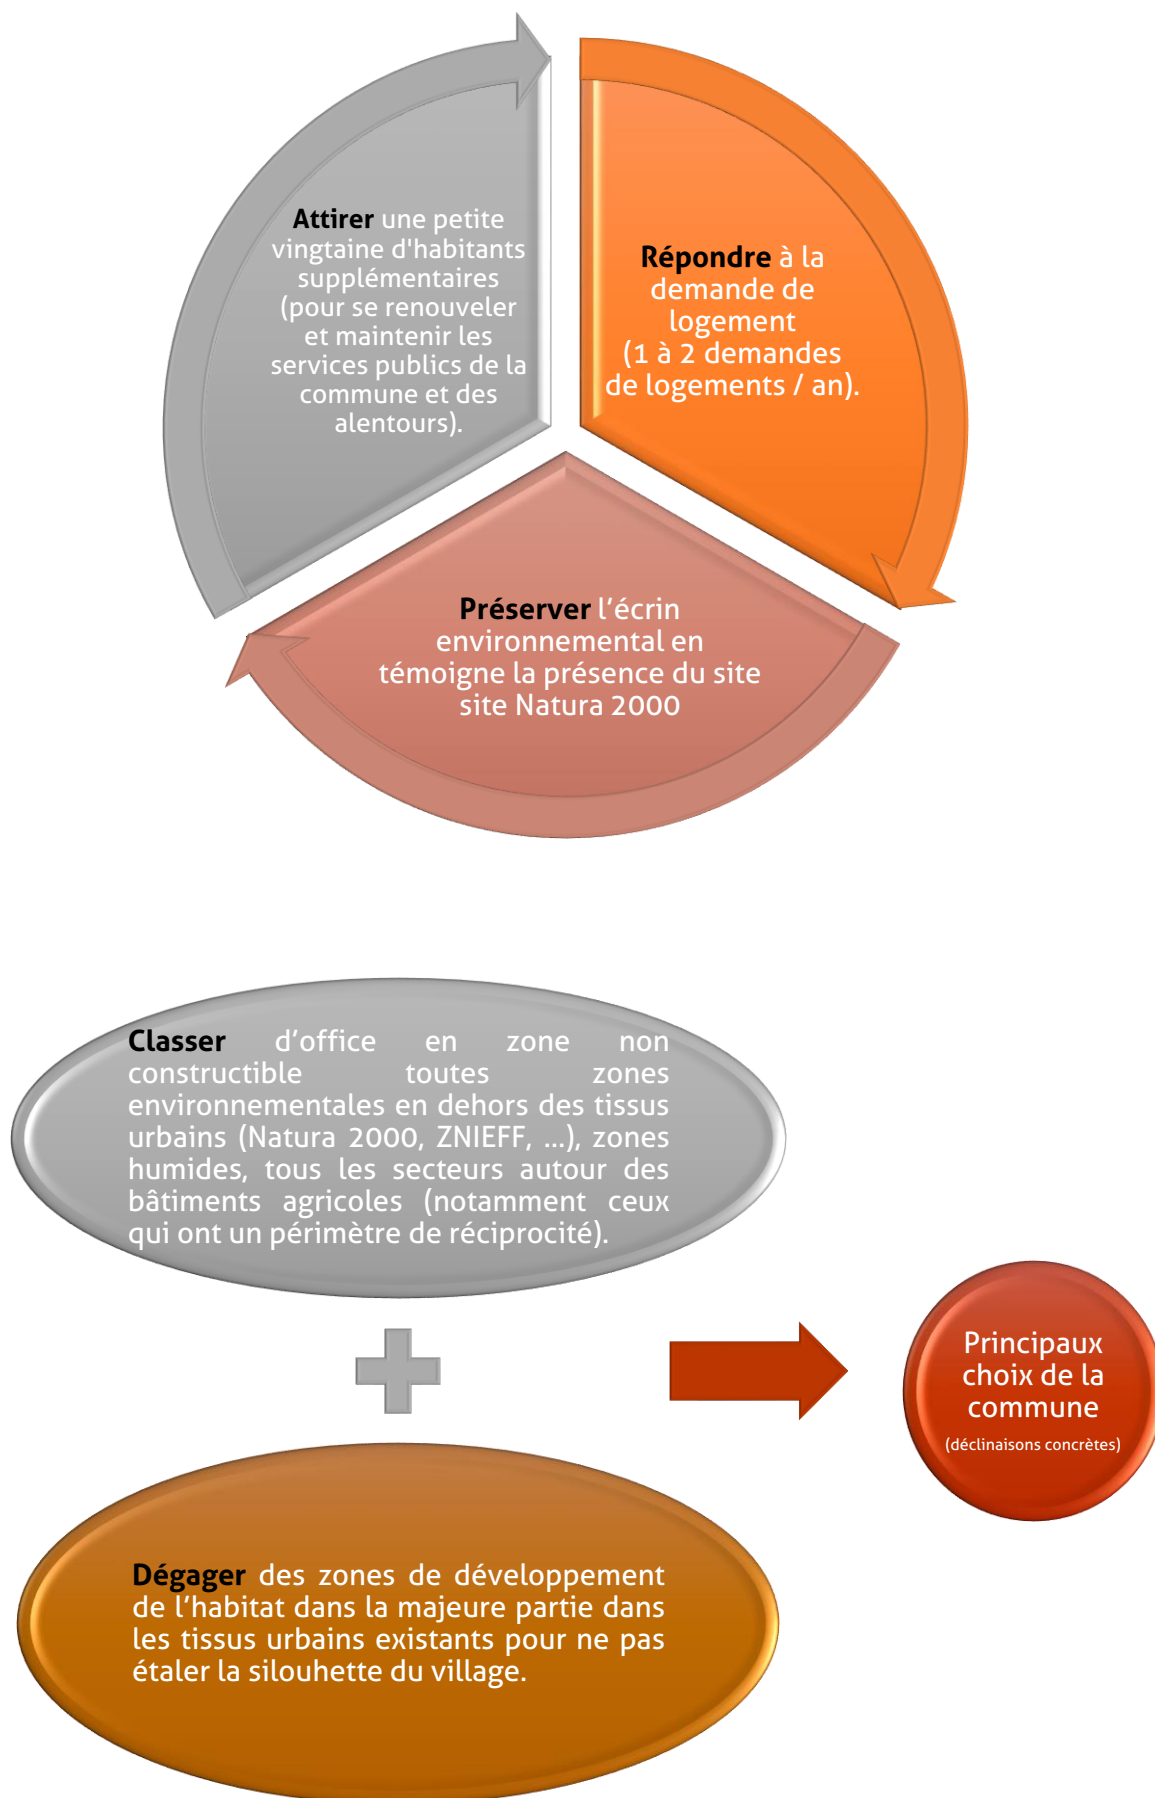 Attirer une petite
vingtaine d'habitants
supplémentaires
(pour se renouveler
et maintenir les
services publics de la
commune et des
alentours).
Répondre à la
demande de
logement
(1 à 2 demandes
de logements / an).
Préserver l’écrin
environnemental en
témoigne la présence du site
site Natura 2000
Classer d’office en zone non
constructible toutes zones
environnementales en dehors des tissus
urbains (Natura 2000, ZNIEFF, …), zones
humides, tous les secteurs autour des
bâtiments agricoles (notamment ceux
qui ont un périmètre de réciprocité).
Principaux
choix de la
commune
(déclinaisons concrètes)
Dégager des zones de développement
de l’habitat dans la majeure partie dans
les tissus urbains existants pour ne pas
étaler la silouhette du village.